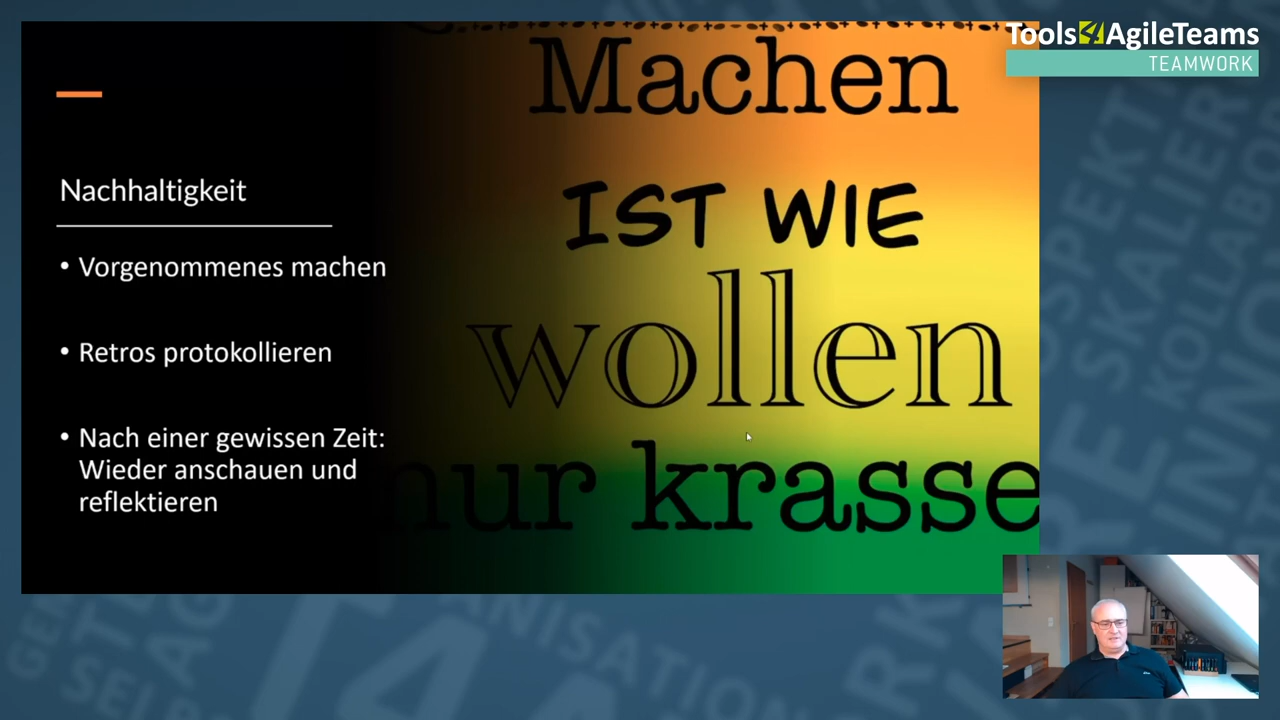 Tools4AgileTeams
TEAMWORK
Nachhaltigkeit
• Vorgenommenes machen
• Retros protokollieren
• Nach einer gewissen Zeit:
Wieder anschauen und
reflektieren
Machen
IST WIE
wollen
nur krasse